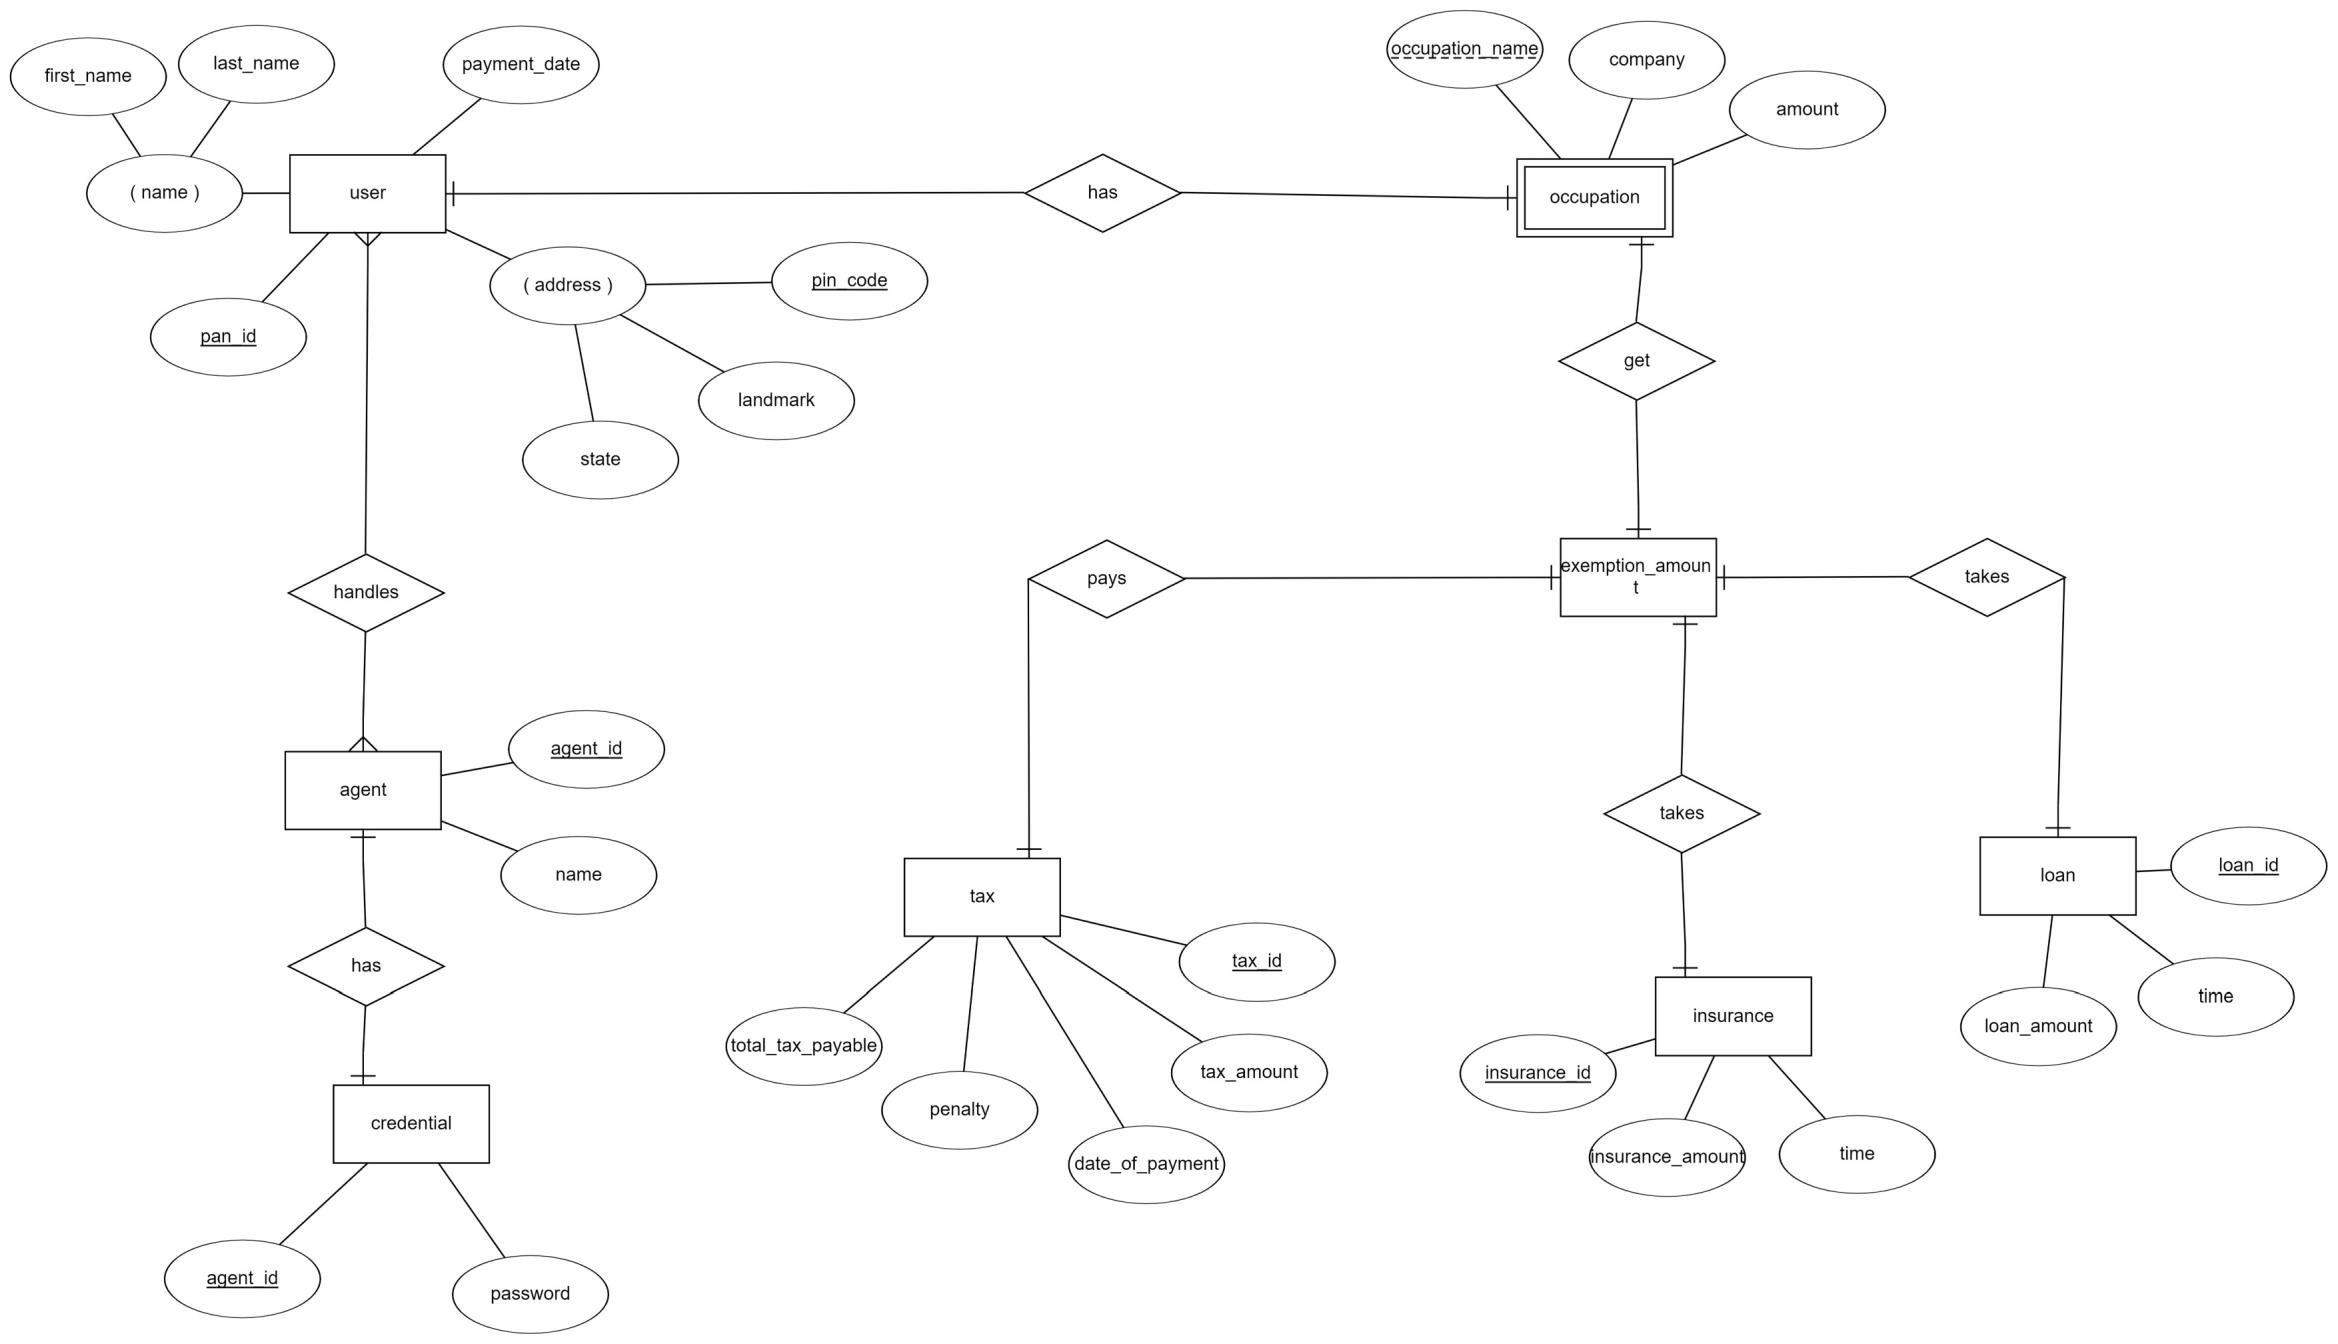 first_name
last_name
payment_date
( name )
user
pan_id
( address )
pin_code
landmark
state
has
occupation_name
company
amount
occupation
get
handles
pays
exemption_amoun
t
takes
agent
agent_id
name
has
credential
agent_id
password
tax
tax_id
total_tax_payable
penalty
date_of_payment
tax_amount
takes
insurance
insurance_id
insurance_amount
time
loan
loan_id
loan_amount
time